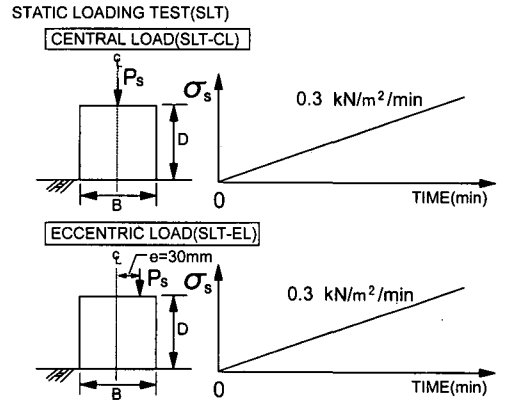 STATIC LOADING TEST(SLT)
CENTRAL LOAD(SLT-CL)
℄
Ps
σs
0.3 kN/m²/min
D
B
0
TIME(min)
ECCENTRIC LOAD(SLT-EL)
℄
e=30mm
Ps
σs
0.3 kN/m²/min
D
B
0
TIME(min)